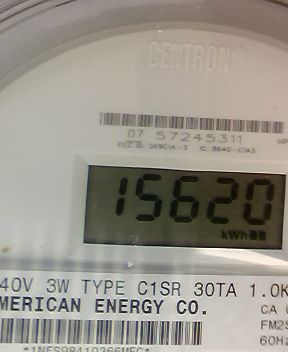 CENTRON®
07 57245311
15620
kWh
40V 3W TYPE C1SR 30TA 1.0K
MERICAN ENERGY CO.
CA
FM2S
60Hz